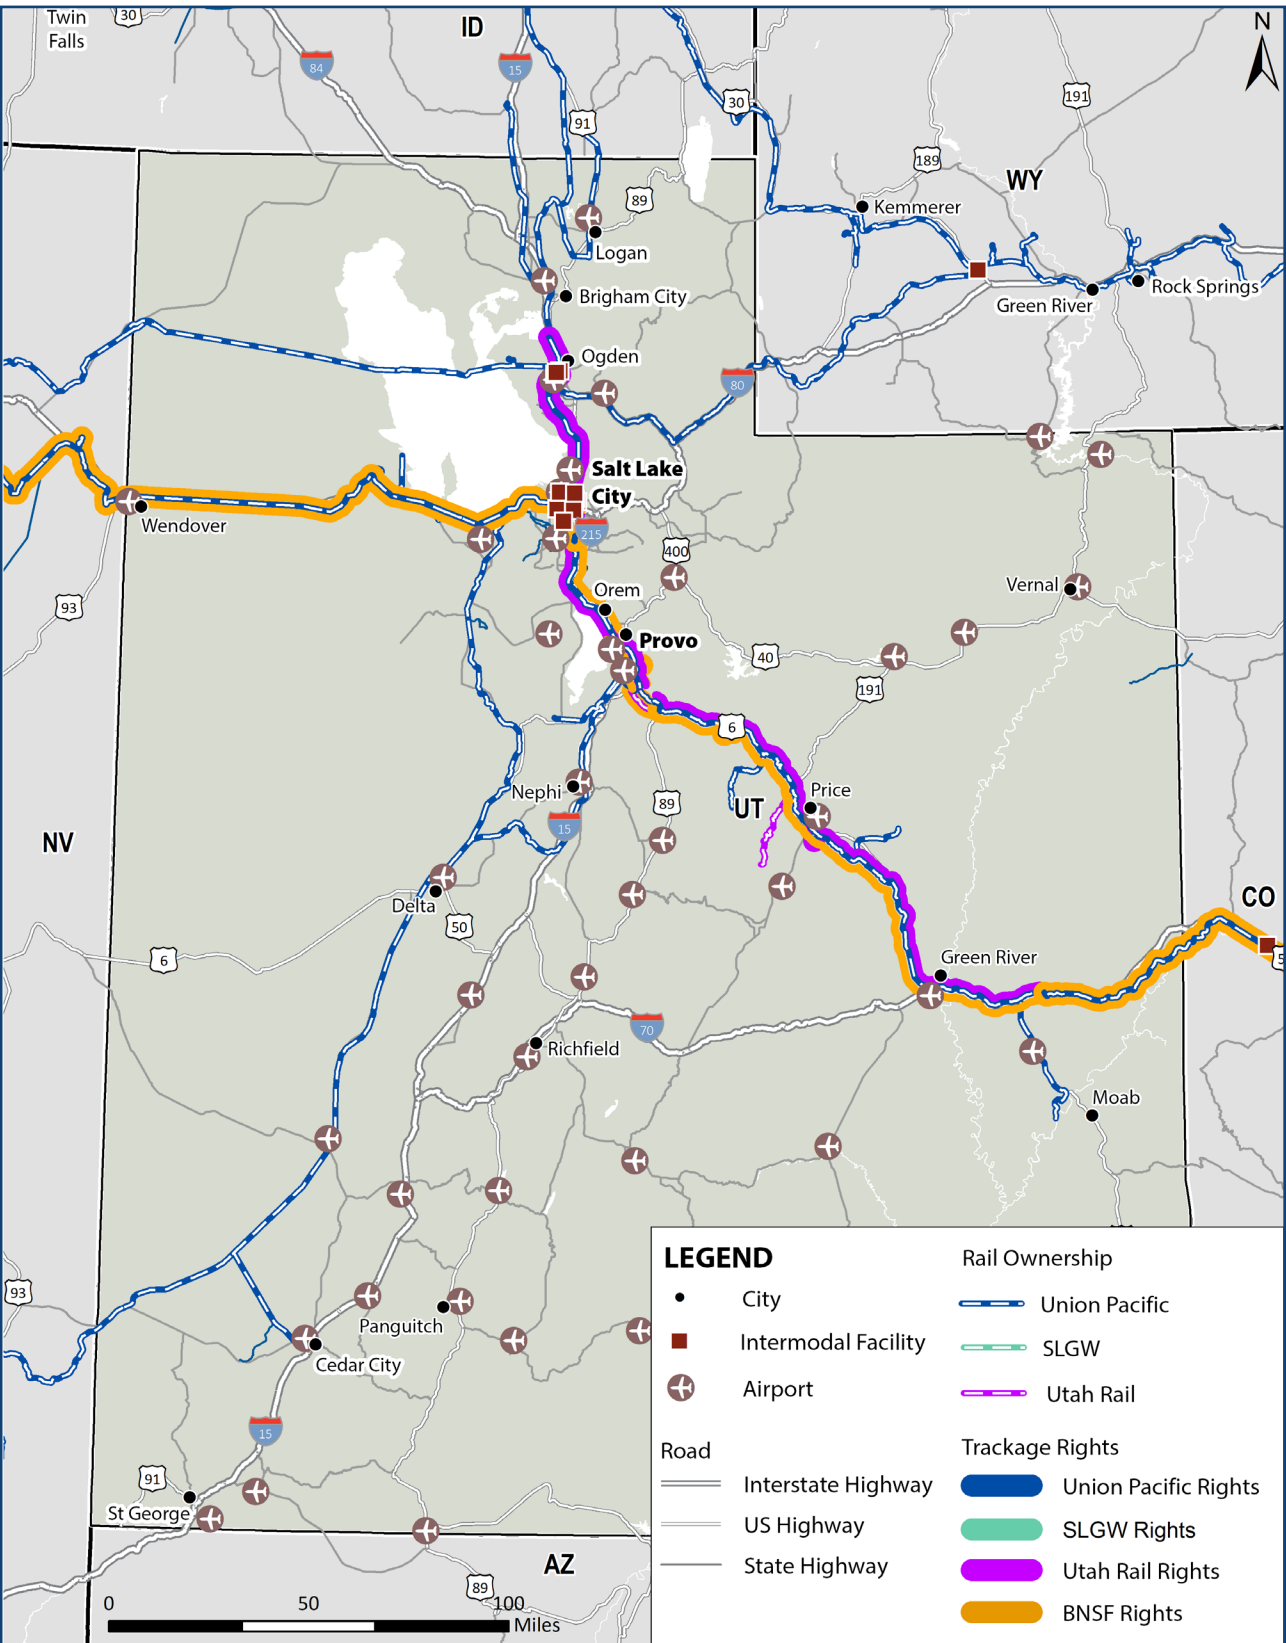 Twin
Falls
30
ID
N
84
15
91
30
191
189
WY
89
Kemmerer
Logan
Brigham City
Green River
Rock Springs
Ogden
80
Salt Lake
City
Wendover
215
400
93
Orem
Vernal
Provo
40
191
6
Nephi
89
UT
Price
15
NV
Delta
50
CO
6
Green River
5
70
Richfield
Moab
93
Panguitch
Cedar City
15
91
St George
AZ
89
0
50
100
Miles
LEGEND
City
Intermodal Facility
Airport
Road
Interstate Highway
US Highway
State Highway
Rail Ownership
Union Pacific
SLGW
Utah Rail
Trackage Rights
Union Pacific Rights
SLGW Rights
Utah Rail Rights
BNSF Rights